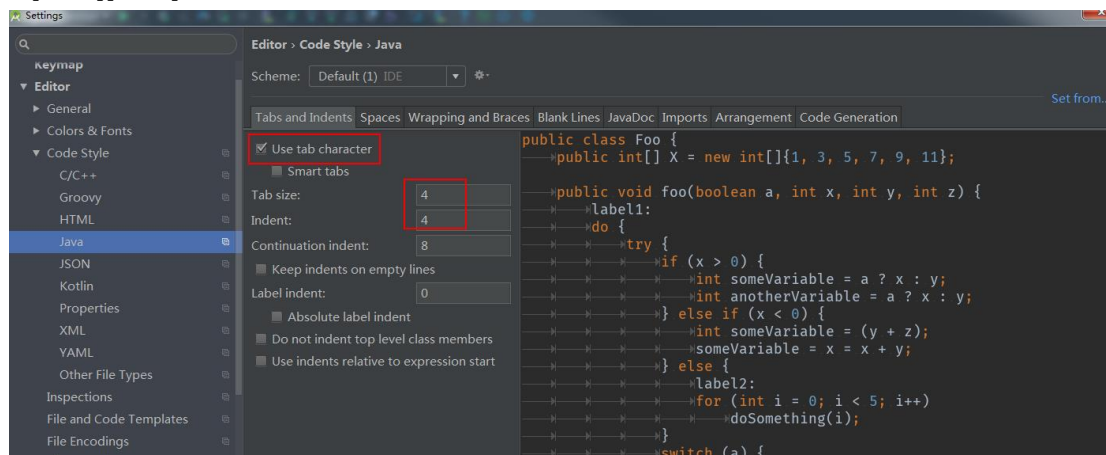 Settings
Keymap
Editor
General
Colors & Fonts
Code Style
C/C++
Groovy
HTML
Java
JSON
Kotlin
Properties
XML
YAML
Other File Types
Inspections
File and Code Templates
File Encodings
Editor › Code Style › Java
Scheme: Default (1) IDE
Set from...
Tabs and Indents Spaces Wrapping and Braces Blank Lines JavaDoc Imports Arrangement Code Generation
Use tab character
Smart tabs
Tab size: 4
Indent: 4
Continuation indent: 8
Keep indents on empty lines
Label indent: 0
Absolute label indent
Do not indent top level class members
Use indents relative to expression start
public class Foo {
public int[] X = new int[]{1, 3, 5, 7, 9, 11};
public void foo(boolean a, int x, int y, int z) {
label1:
do {
try {
if (x > 0) {
int someVariable = a ? x : y;
int anotherVariable = a ? x : y;
} else if (x < 0) {
int someVariable = (y + z);
someVariable = x = x + y;
} else {
label2:
for (int i = 0; i < 5; i++)
doSomething(i);
}
switch (a) {